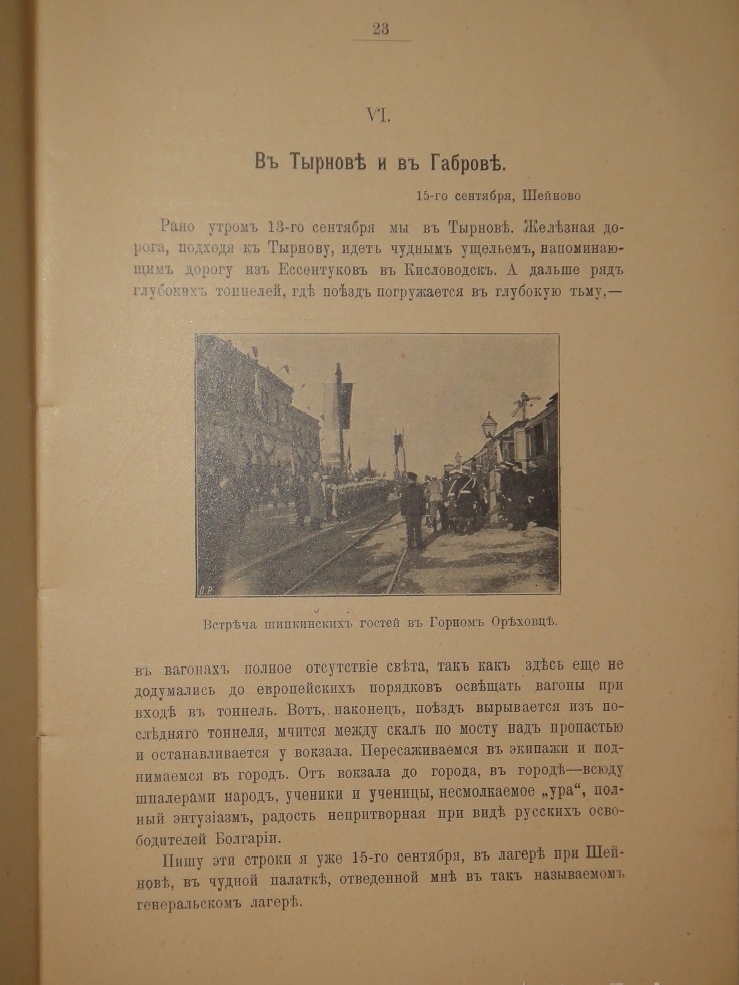 23
VI.
Въ Тырновѣ и въ Габровѣ.
15-го сентября, Шейново
Рано утромъ 13-го сентября мы въ Тырновѣ. Желѣзная до-
рога, подходя къ Тырнову, идетъ чуднымъ ущельемъ, напоминаю-
щимъ дорогу изъ Ессентуковъ въ Кисловодскъ. А дальше рядъ
глубокихъ тоннелей, гдѣ поѣздъ погружается въ глубокую тьму,—
О.Р.
Встрѣча шипкинскихъ гостей въ Горномъ Орѣховцѣ.
въ вагонахъ полное отсутствіе свѣта, такъ какъ здѣсь еще не
додумались до европейскихъ порядковъ освѣщать вагоны при
входѣ въ тоннель. Вотъ, наконецъ, поѣздъ вырывается изъ по-
слѣдняго тоннеля, мчится между скалъ по мосту надъ пропастью
и останавливается у вокзала. Пересаживаемся въ экипажи и под-
нимаемся въ городъ. Отъ вокзала до города, въ городѣ—всюду
шпалерами народъ, ученики и ученицы, несмолкаемое „ура“, пол-
ный энтузіазмъ, радость непритворная при видѣ русскихъ осво-
бодителей Болгаріи.
Пишу эти строки я уже 15-го сентября, въ лагерѣ при Шей-
новѣ, въ чудной палаткѣ, отведенной мнѣ въ такъ называемомъ
генеральскомъ лагерѣ.